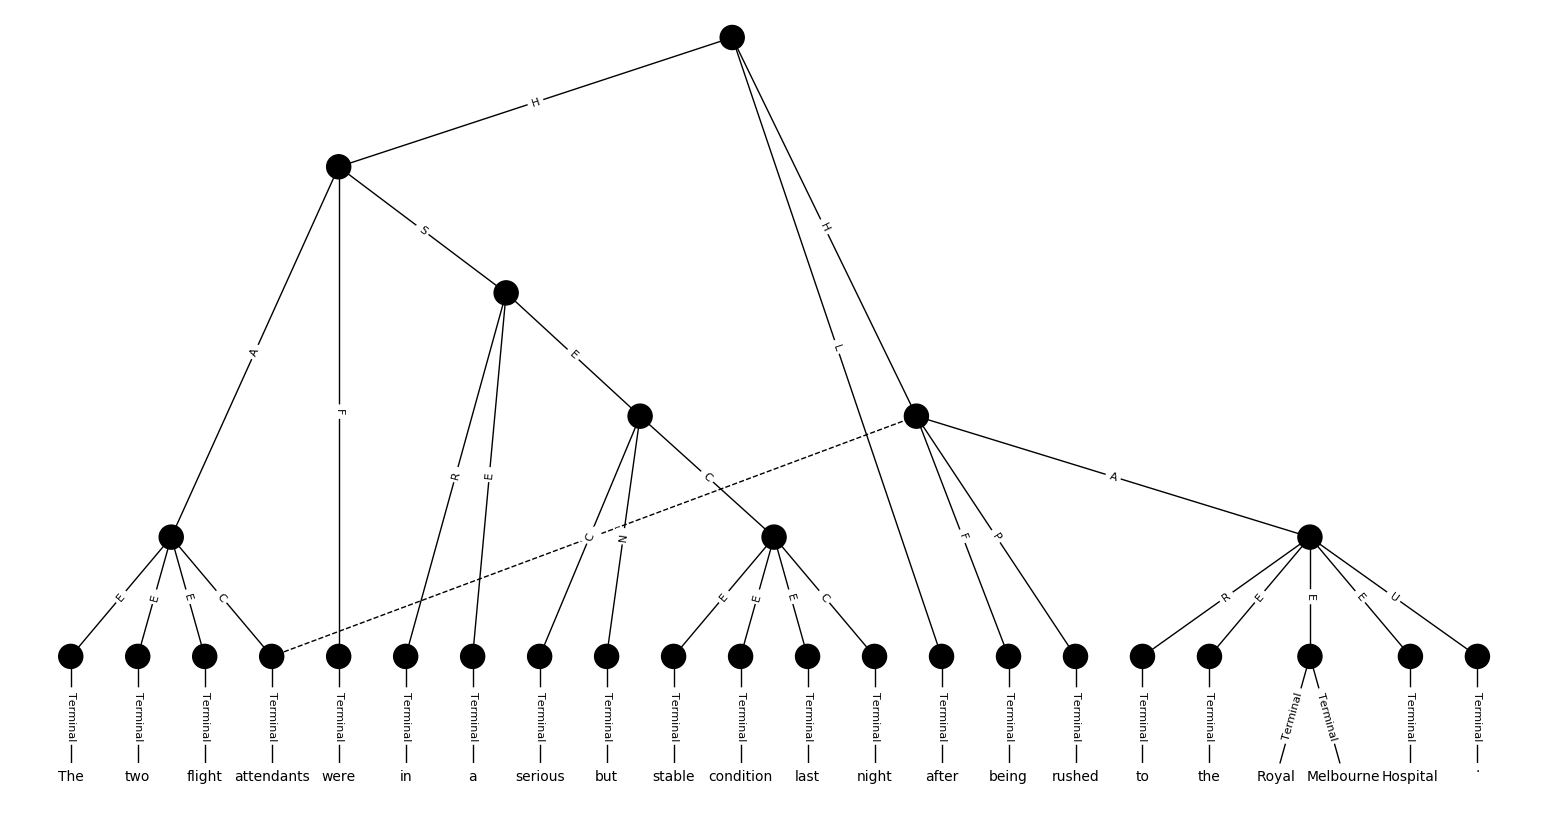 H
H
S
E
A
L
F
R
E
C
A
C
N
F
P
E
E
E
C
E
E
E
C
R
E
E
E
U
Terminal Terminal Terminal Terminal Terminal Terminal Terminal Terminal Terminal Terminal Terminal Terminal Terminal Terminal Terminal Terminal Terminal Terminal Terminal Terminal Terminal Terminal
The two flight attendants were in a serious but stable condition last night after being rushed to the Royal Melbourne Hospital .